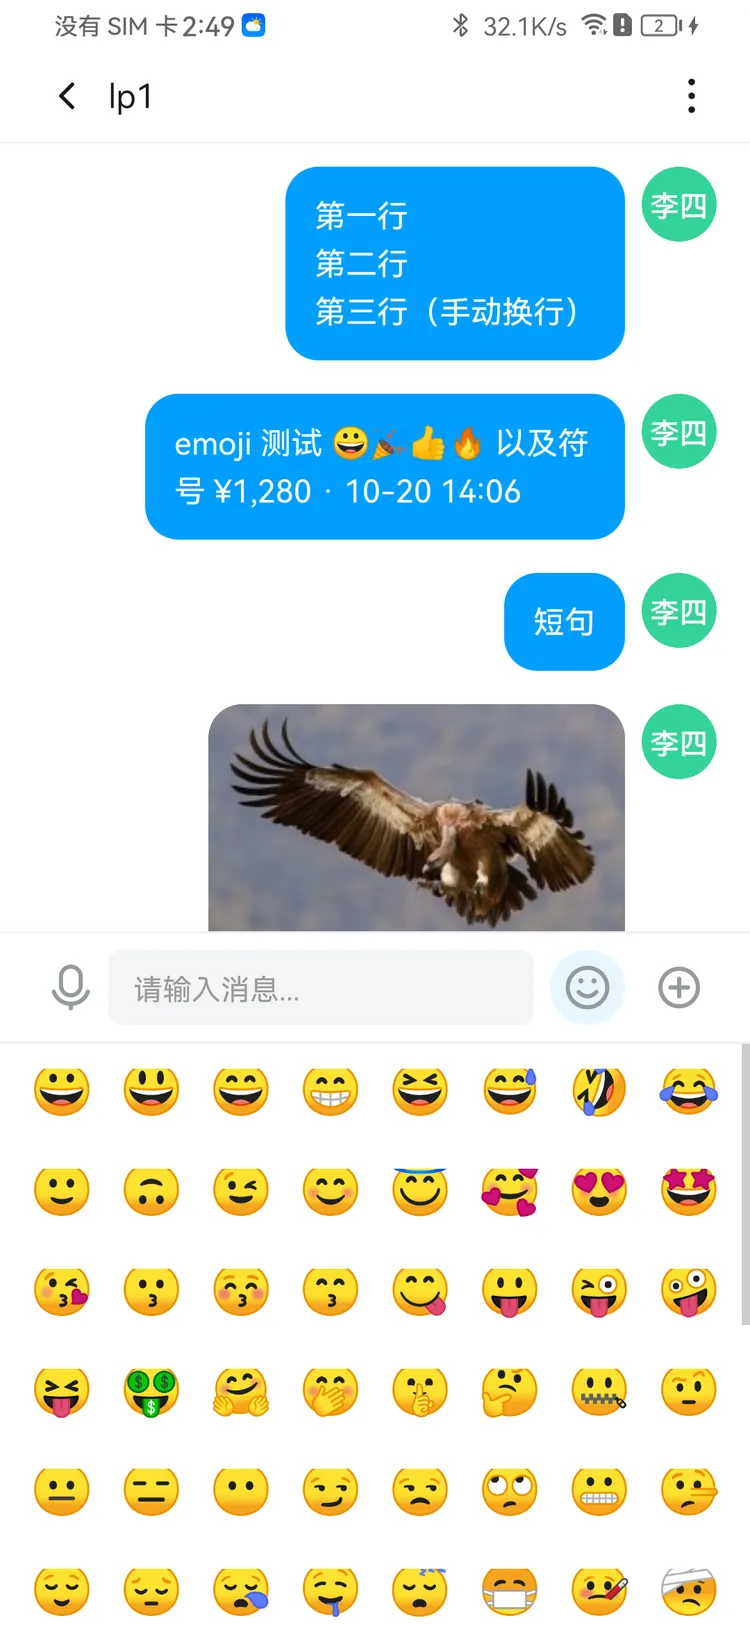 没有 SIM 卡 2:49 32.1K/s 2
lp1
第一行
李四
第二行
第三行（手动换行）
emoji 测试 😀🎉👍🔥 以及符
李四
号 ¥1,280 · 10-20 14:06
短句
李四
李四
请输入消息...